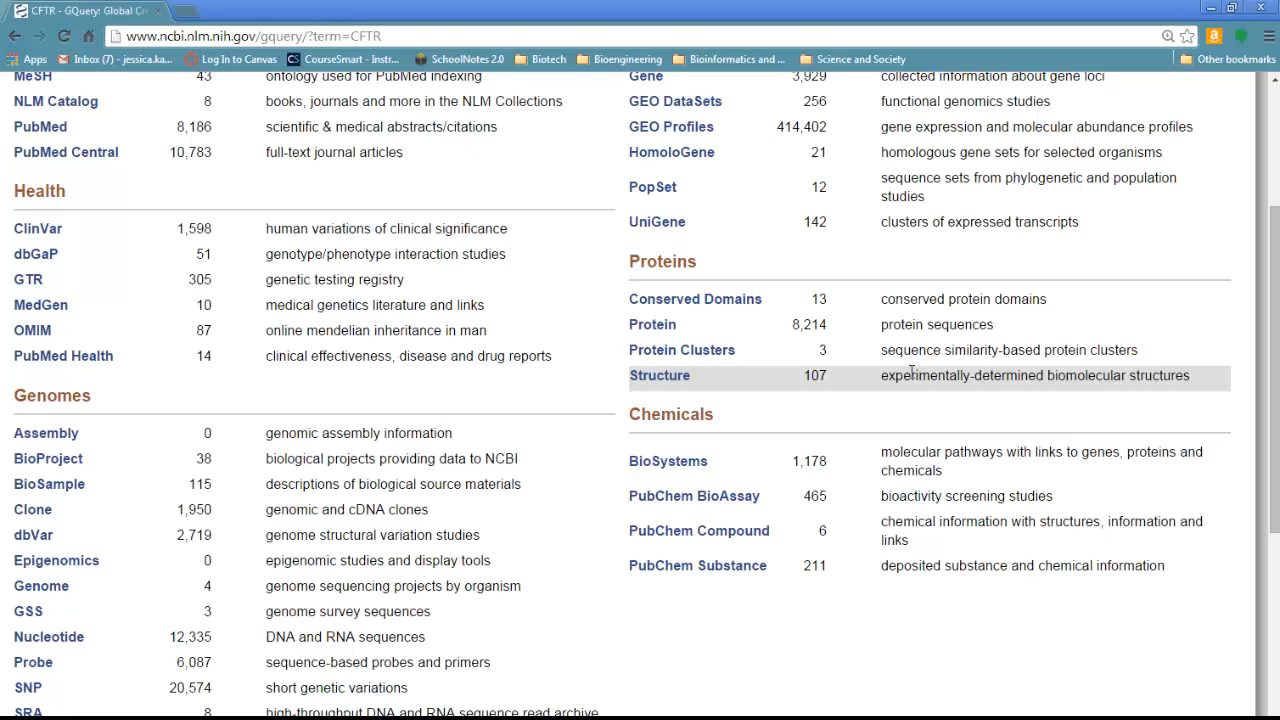 CFTR - GQuery: Global Cr
www.ncbi.nlm.nih.gov/gquery/?term=CFTR
Apps Inbox (7) - jessica.ka... Log In to Canvas CS CourseSmart - Instr... SchoolNotes 2.0 Biotech Bioengineering Bioinformatics and ... Science and Society Other bookmarks
MeSH 43 ontology used for PubMed indexing
NLM Catalog 8 books, journals and more in the NLM Collections
PubMed 8,186 scientific & medical abstracts/citations
PubMed Central 10,783 full-text journal articles
Health
ClinVar 1,598 human variations of clinical significance
dbGaP 51 genotype/phenotype interaction studies
GTR 305 genetic testing registry
MedGen 10 medical genetics literature and links
OMIM 87 online mendelian inheritance in man
PubMed Health 14 clinical effectiveness, disease and drug reports
Genomes
Assembly 0 genomic assembly information
BioProject 38 biological projects providing data to NCBI
BioSample 115 descriptions of biological source materials
Clone 1,950 genomic and cDNA clones
dbVar 2,719 genome structural variation studies
Epigenomics 0 epigenomic studies and display tools
Genome 4 genome sequencing projects by organism
GSS 3 genome survey sequences
Nucleotide 12,335 DNA and RNA sequences
Probe 6,087 sequence-based probes and primers
SNP 20,574 short genetic variations
SRA 8 high-throughput DNA and RNA sequence read archive
Gene 3,929 collected information about gene loci
GEO DataSets 256 functional genomics studies
GEO Profiles 414,402 gene expression and molecular abundance profiles
HomoloGene 21 homologous gene sets for selected organisms
PopSet 12 sequence sets from phylogenetic and population
studies
UniGene 142 clusters of expressed transcripts
Proteins
Conserved Domains 13 conserved protein domains
Protein 8,214 protein sequences
Protein Clusters 3 sequence similarity-based protein clusters
Structure 107 experimentally-determined biomolecular structures
Chemicals
BioSystems 1,178 molecular pathways with links to genes, proteins and
chemicals
PubChem BioAssay 465 bioactivity screening studies
PubChem Compound 6 chemical information with structures, information and
links
PubChem Substance 211 deposited substance and chemical information